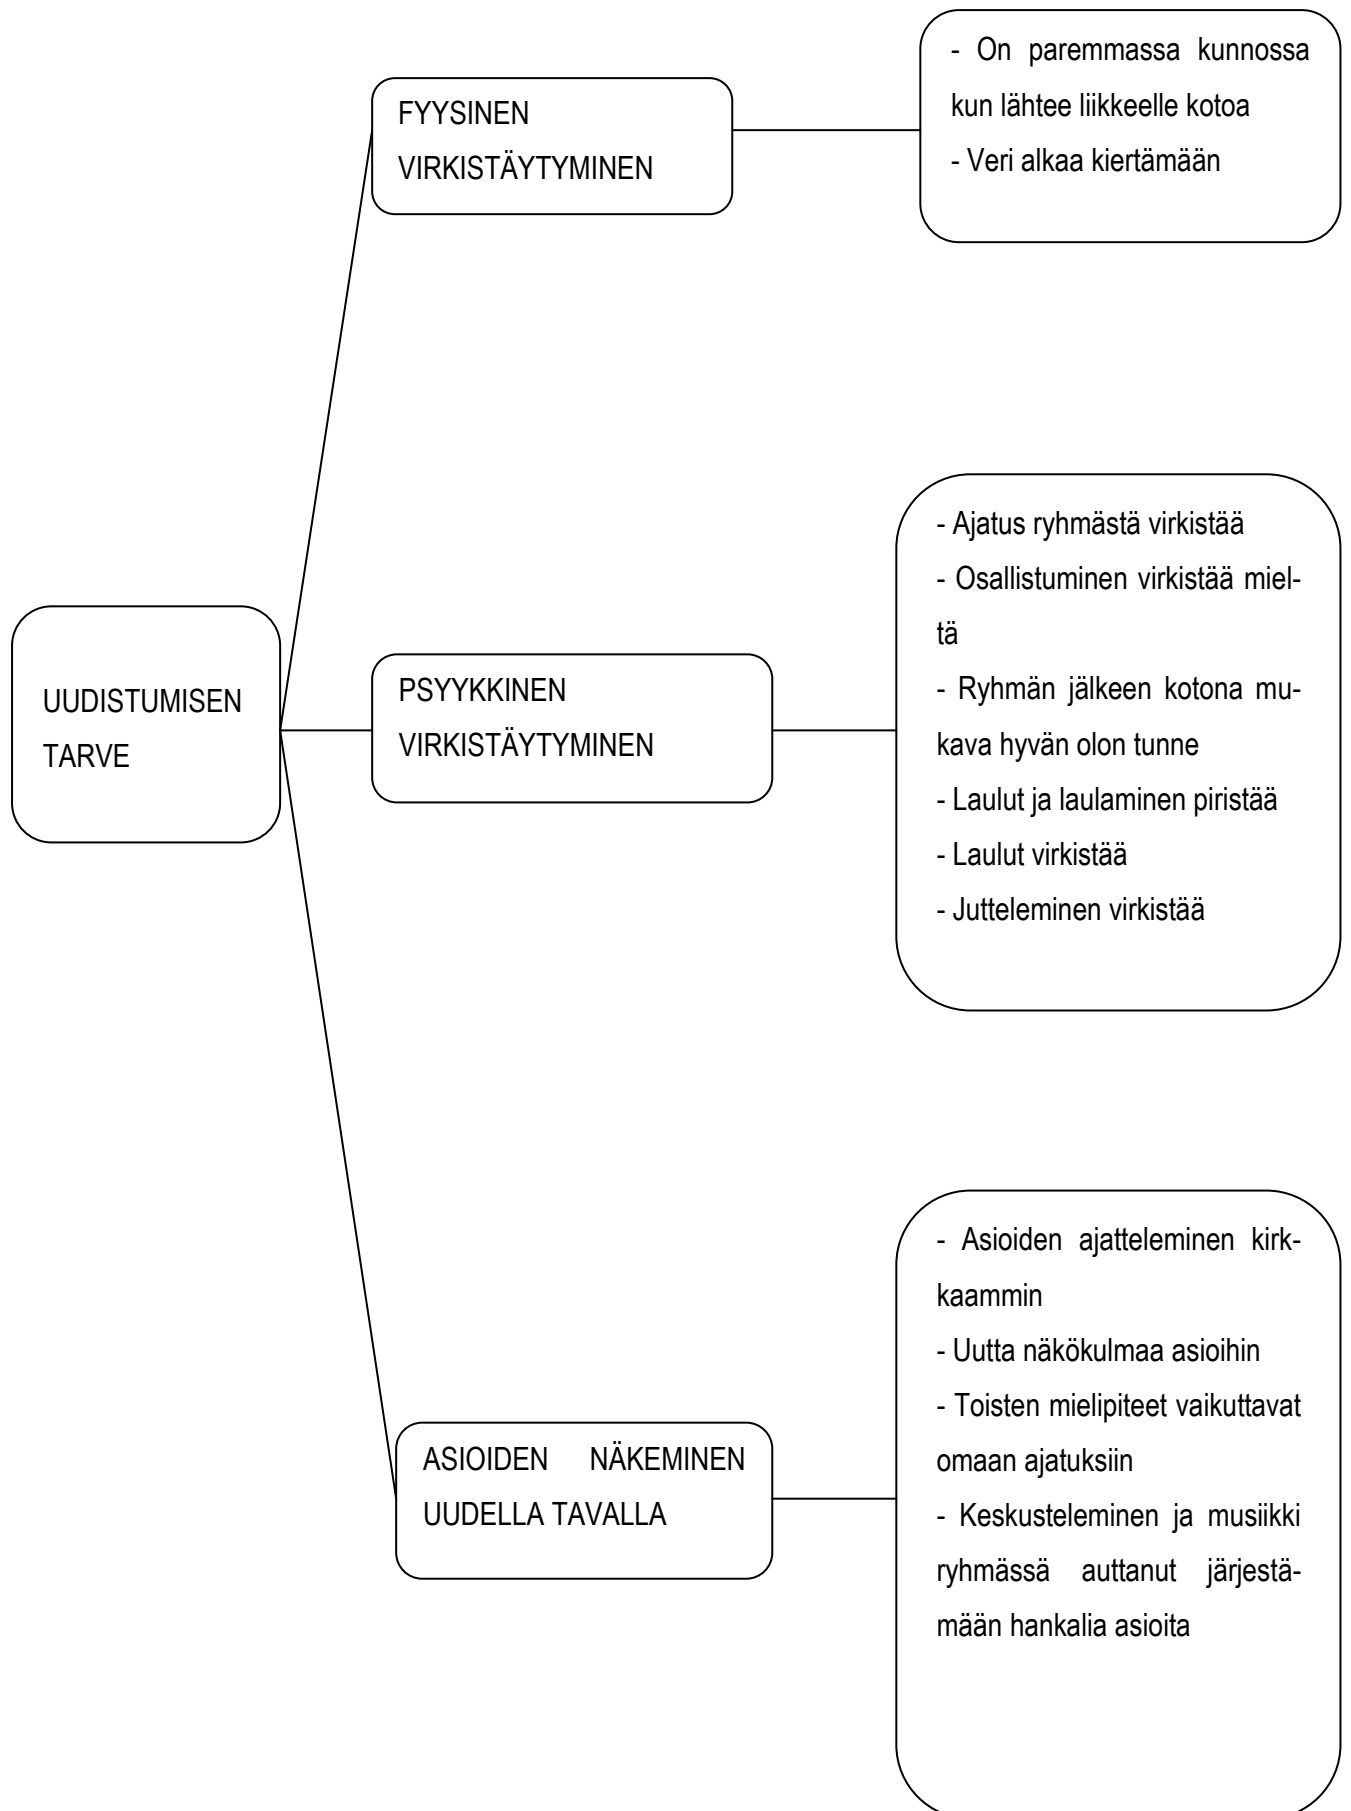 - On paremmassa kunnossa
kun lähtee liikkeelle kotoa
- Veri alkaa kiertämään
FYYSINEN
VIRKISTÄYTYMINEN
- Ajatus ryhmästä virkistää
- Osallistuminen virkistää miel-
tä
- Ryhmän jälkeen kotona mu-
kava hyvän olon tunne
- Laulut ja laulaminen piristää
- Laulut virkistää
- Jutteleminen virkistää
UUDISTUMISEN
TARVE
PSYYKKINEN
VIRKISTÄYTYMINEN
- Asioiden ajatteleminen kirk-
kaammin
- Uutta näkökulmaa asioihin
- Toisten mielipiteet vaikuttavat
omaan ajatuksiin
- Keskusteleminen ja musiikki
ryhmässä auttanut järjestä-
mään hankalia asioita
ASIOIDEN NÄKEMINEN
UUDELLA TAVALLA